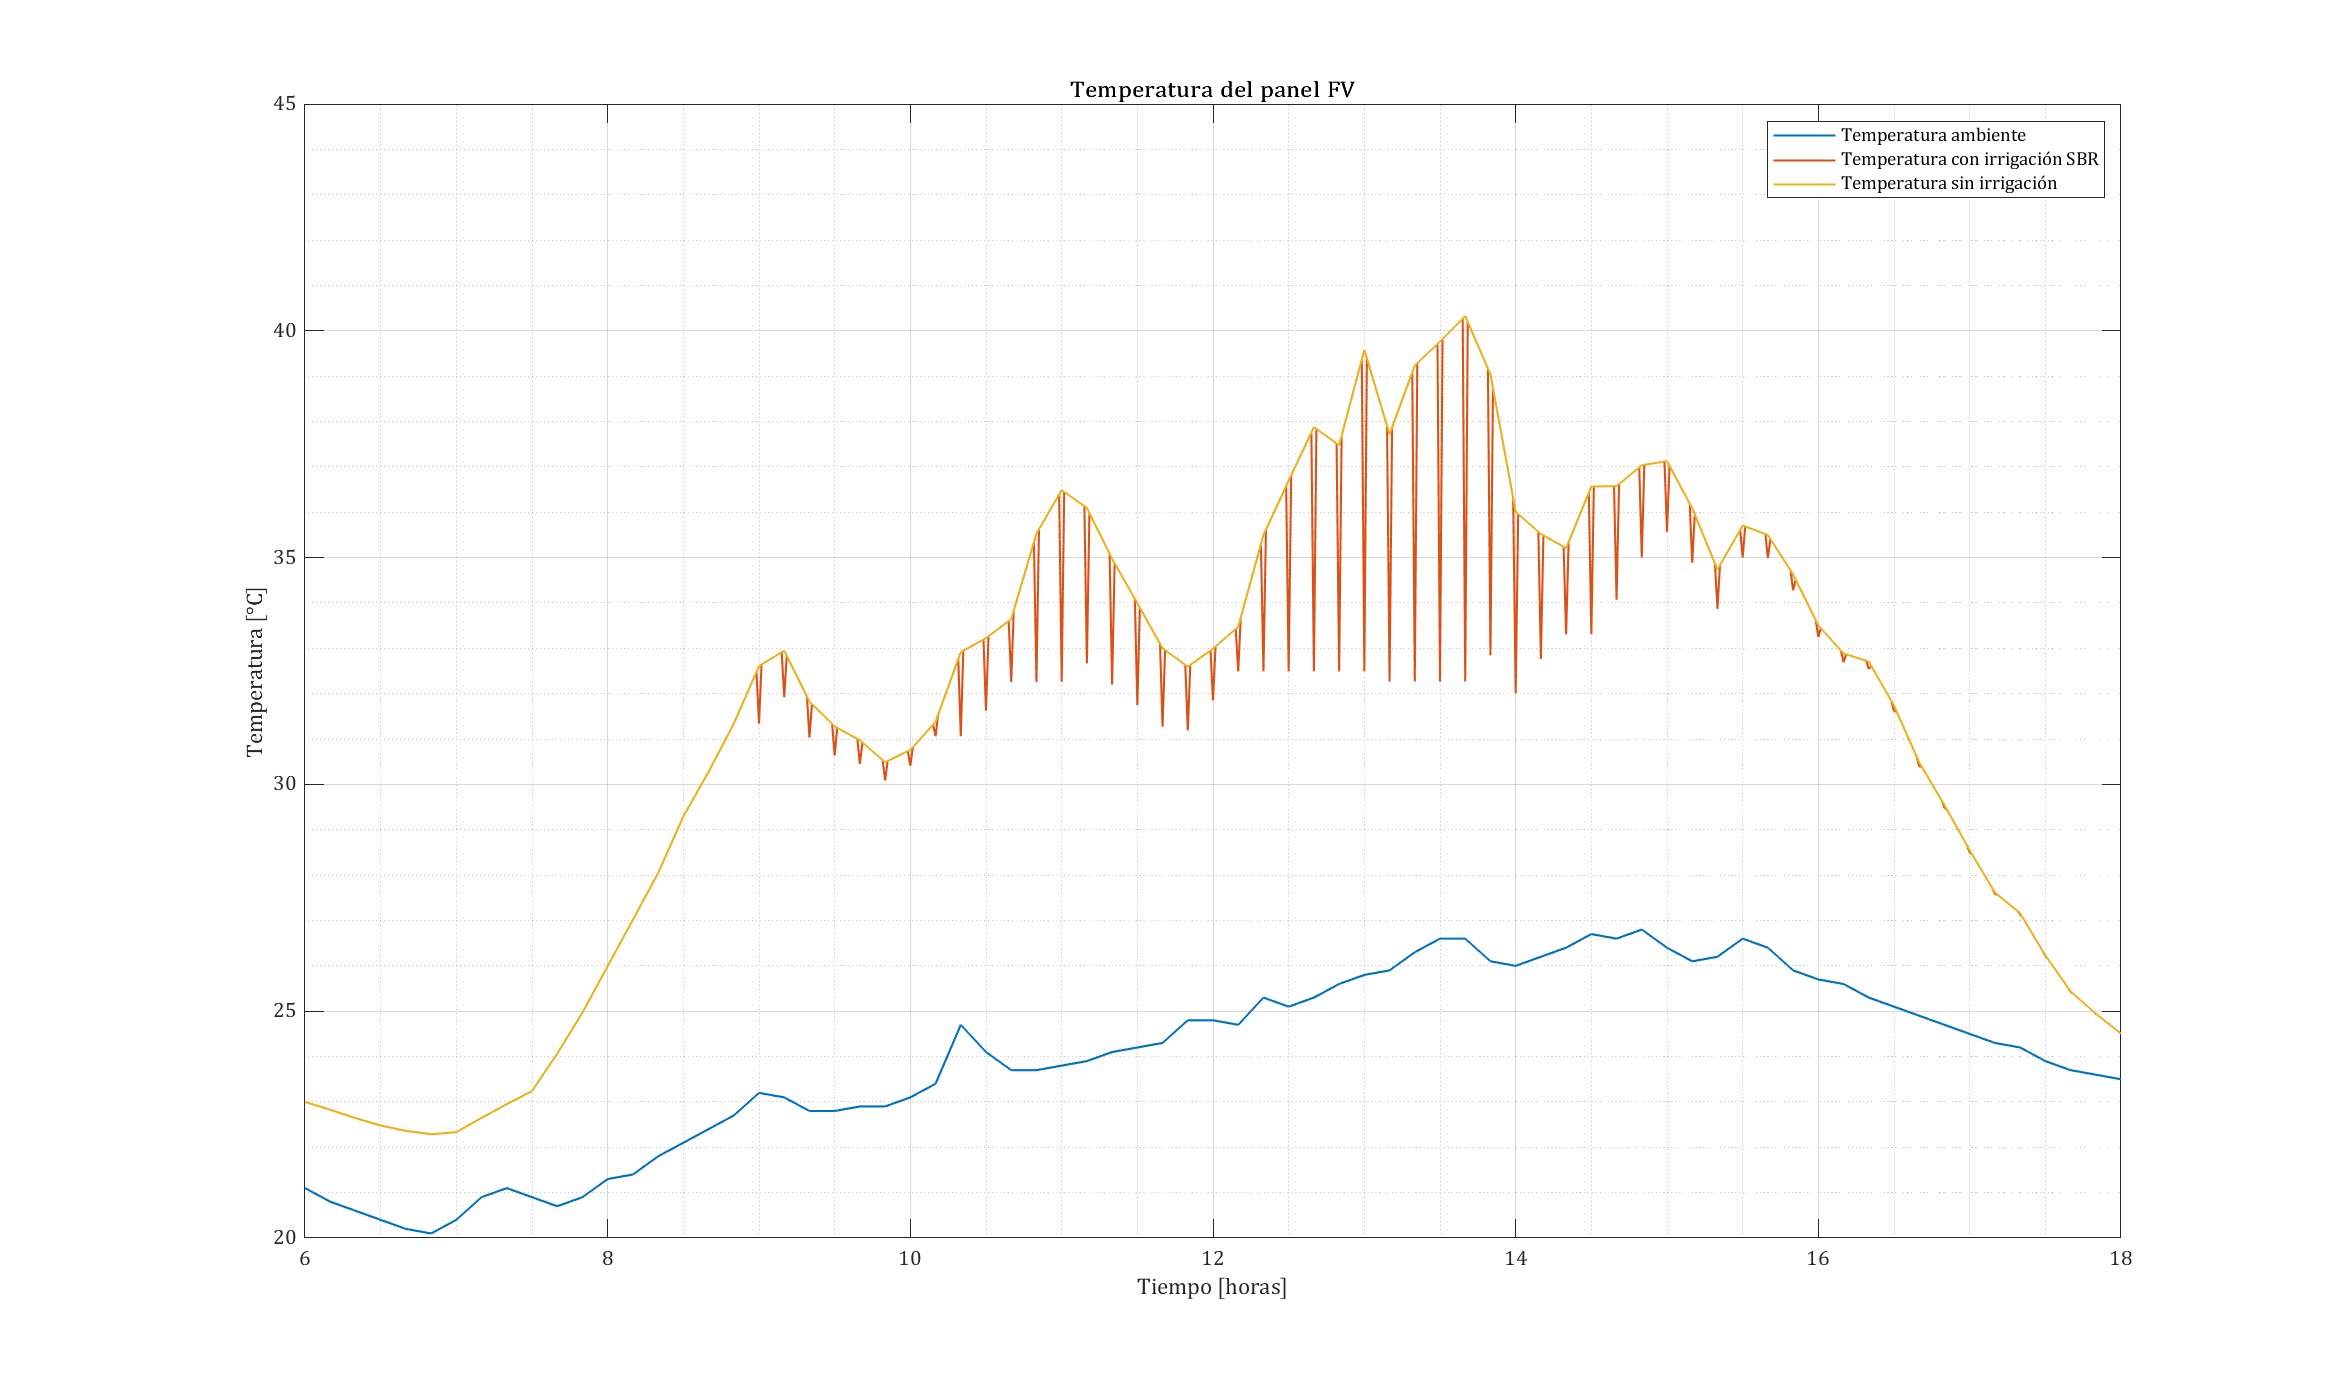 Temperatura del panel FV
45
Temperatura ambiente
Temperatura con irrigación SBR
Temperatura sin irrigación
40
35
Temperatura [°C]
30
25
20
6 8 10 12 14 16 18
Tiempo [horas]